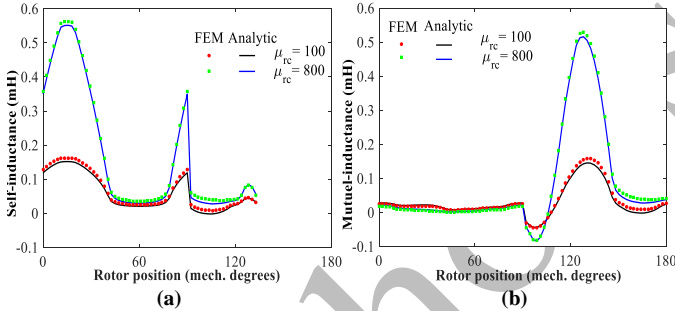 0.6
0.5
0.4
0.3
0.2
0.1
0
-0.1
Self-inductance (mH)
FEM Analytic
μrc = 100
μrc = 800
0 60 120 180
Rotor position (mech. degrees)
(a)
0.6
0.5
0.4
0.3
0.2
0.1
0
-0.1
Mutuel-inductance (mH)
FEM Analytic
μrc = 100
μrc = 800
0 60 120 180
Rotor position (mech. degrees)
(b)